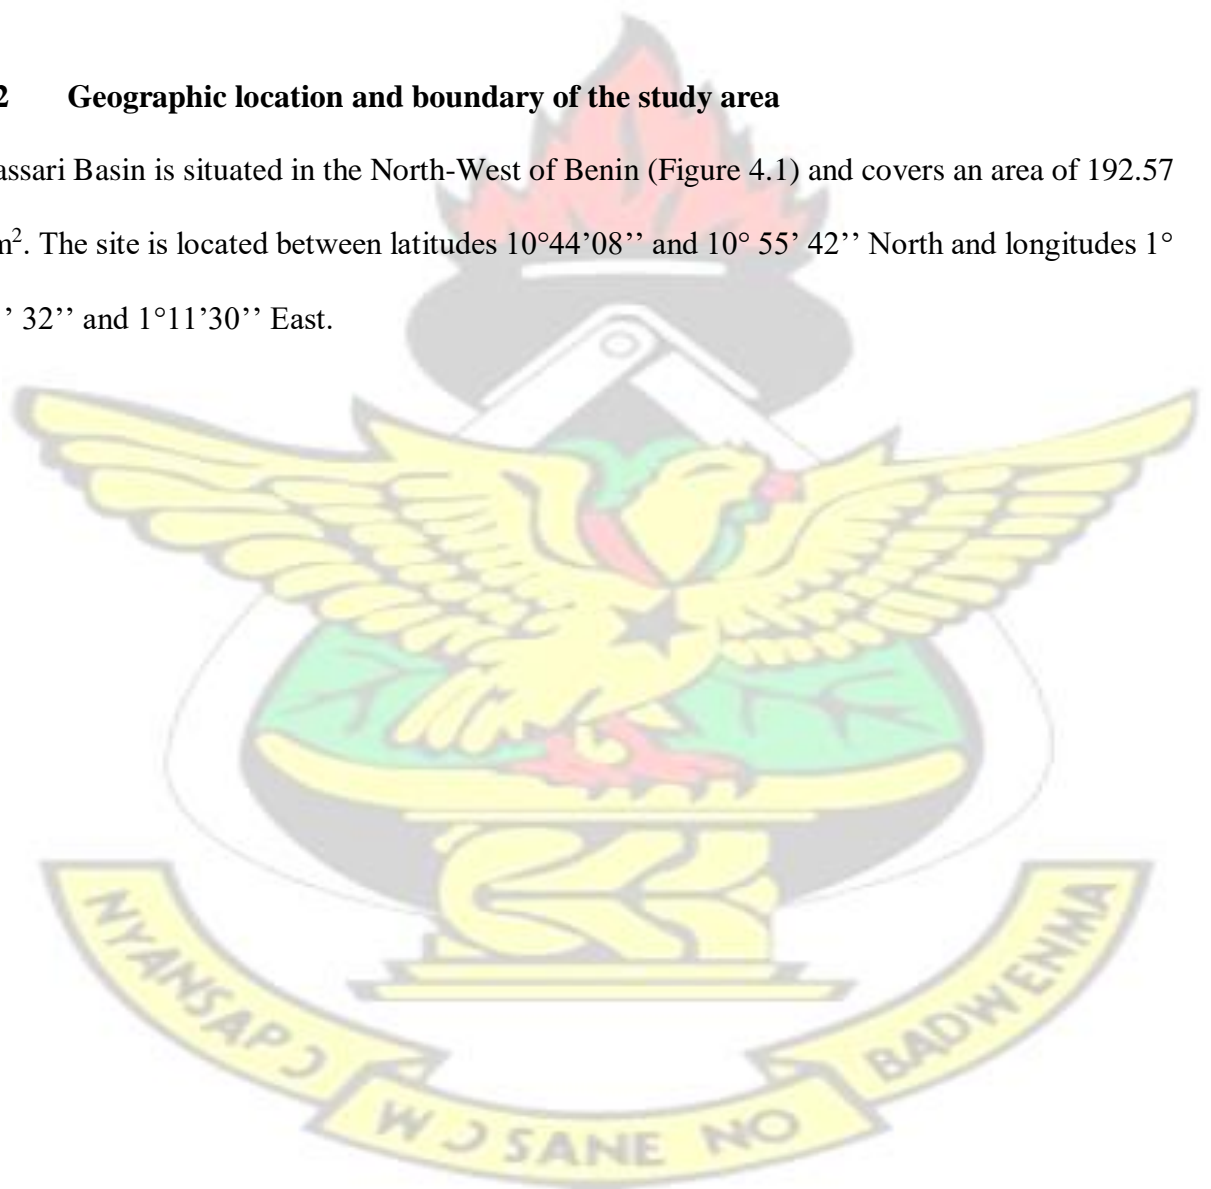 2 Geographic location and boundary of the study area
assari Basin is situated in the North-West of Benin (Figure 4.1) and covers an area of 192.57
m². The site is located between latitudes 10°44’08’’ and 10° 55’ 42’’ North and longitudes 1°
’ 32’’ and 1°11’30’’ East.
NYANSAPƆ
WƆSANE NO
BADWENMA